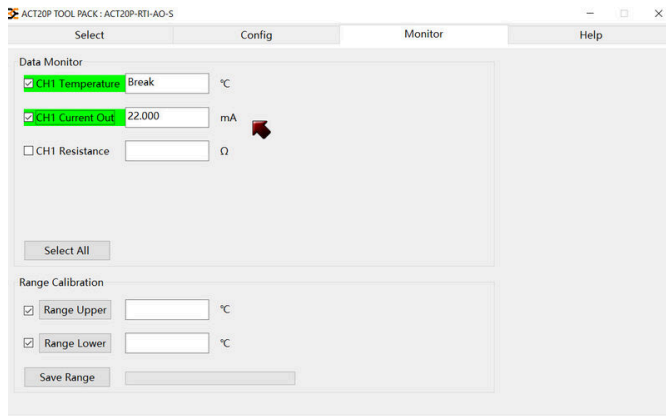 ACT20P TOOL PACK : ACT20P-RTI-AO-S
Select Config Monitor Help
Data Monitor
CH1 Temperature Break °C
CH1 Current Out 22.000 mA
CH1 Resistance Ω
Select All
Range Calibration
Range Upper °C
Range Lower °C
Save Range